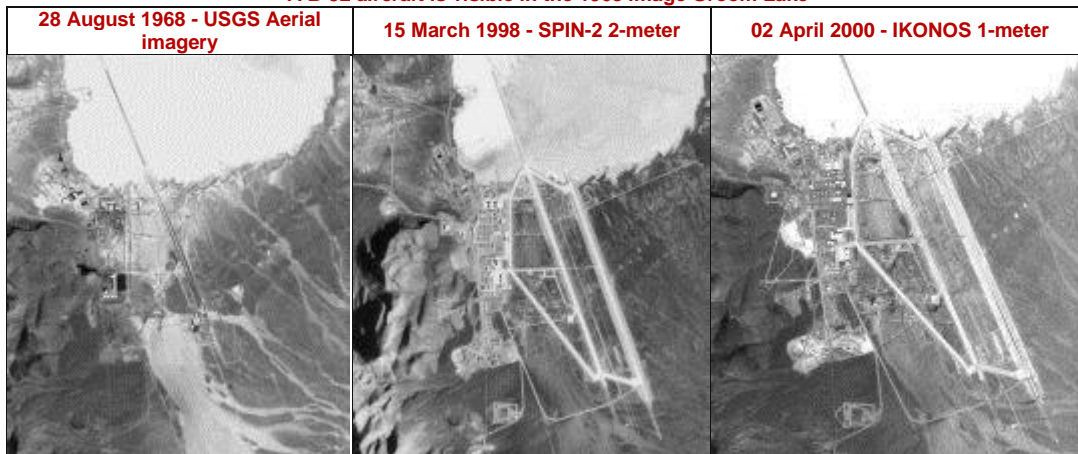 28 August 1968 - USGS Aerial
imagery
15 March 1998 - SPIN-2 2-meter
02 April 2000 - IKONOS 1-meter